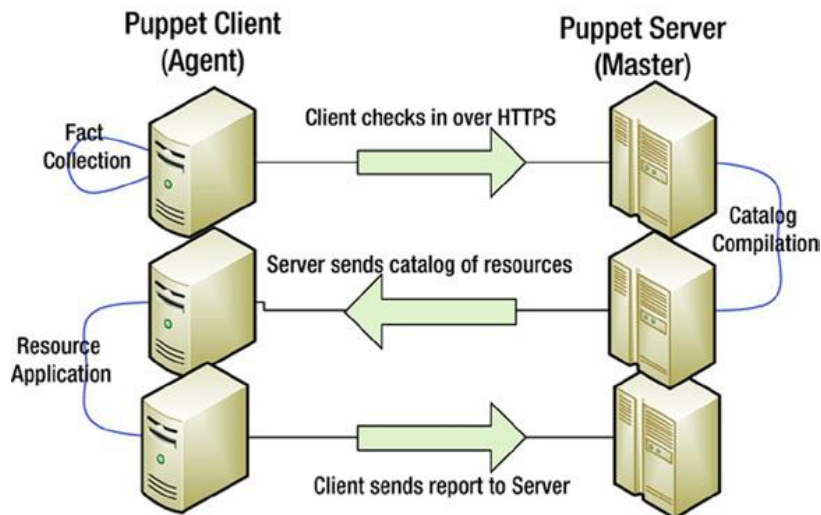 Puppet Client
(Agent)
Puppet Server
(Master)
Client checks in over HTTPS
Fact
Collection
Catalog
Compilation
Server sends catalog of resources
Resource
Application
Client sends report to Server